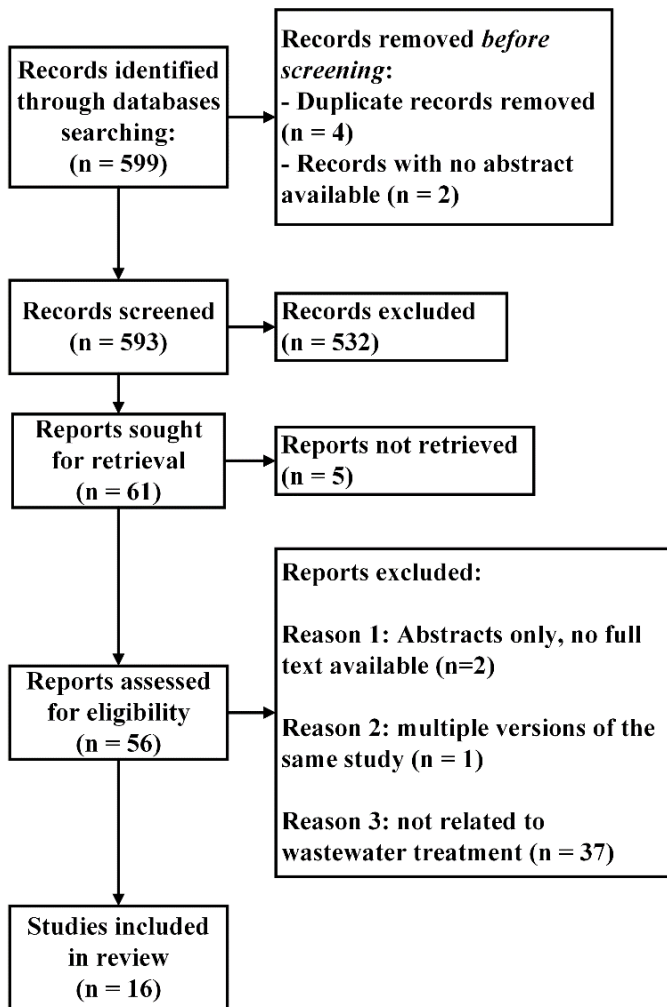 Records identified
through databases
searching:
(n = 599)
Records removed before
screening:
- Duplicate records removed
(n = 4)
- Records with no abstract
available (n = 2)
Records screened
(n = 593)
Records excluded
(n = 532)
Reports sought
for retrieval
(n = 61)
Reports not retrieved
(n = 5)
Reports assessed
for eligibility
(n = 56)
Reports excluded:
Reason 1: Abstracts only, no full
text available (n=2)
Reason 2: multiple versions of the
same study (n = 1)
Reason 3: not related to
wastewater treatment (n = 37)
Studies included
in review
(n = 16)